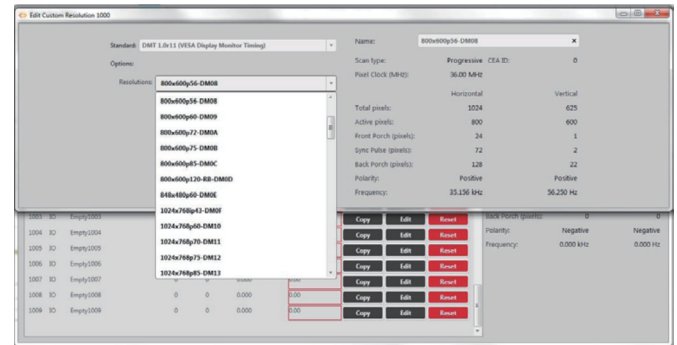 Edit Custom Resolution 1000
Standard: DMT 1.0r11 (VESA Display Monitor Timing)
Options:
Resolutions: 800x600p56-DM08
800x600p56-DM08
800x600p60-DM09
800x600p72-DM0A
800x600p75-DM0B
800x600p85-DM0C
800x600p120-RB-DM0D
848x480p60-DM0E
1024x768ip43-DM0F
1024x768p60-DM10
1024x768p70-DM11
1024x768p75-DM12
1024x768p85-DM13
Name: 800x600p56-DM08 x
Scan type: Progressive CEA ID: 0
Pixel Clock (MHz): 36.00 MHz
Horizontal Vertical
Total pixels: 1024 625
Active pixels: 800 600
Front Porch (pixels): 24 1
Sync Pulse (pixels): 72 2
Back Porch (pixels): 128 22
Polarity: Positive Positive
Frequency: 35.156 kHz 56.250 Hz
1003 IO Empty1003 Copy Edit Reset
1004 IO Empty1004 Copy Edit Reset
1005 IO Empty1005 Copy Edit Reset
1006 IO Empty1006 Copy Edit Reset
1007 IO Empty1007 0 0 0.000 0.00 Copy Edit Reset
1008 IO Empty1008 0 0 0.000 0.00 Copy Edit Reset
1009 IO Empty1009 0 0 0.000 0.00 Copy Edit Reset
Back Porch (pixels): 0 0
Polarity: Negative Negative
Frequency: 0.000 kHz 0.000 Hz